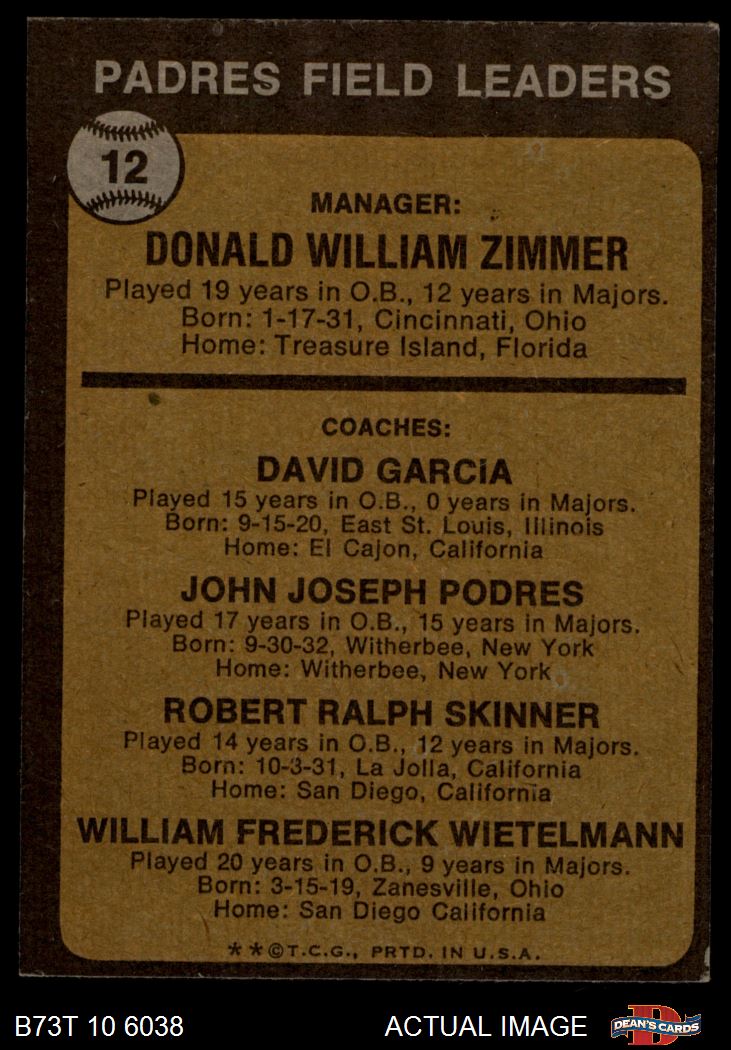 PADRES FIELD LEADERS
12
MANAGER:
DONALD WILLIAM ZIMMER
Played 19 years in O.B., 12 years in Majors.
Born: 1-17-31, Cincinnati, Ohio
Home: Treasure Island, Florida
COACHES:
DAVID GARCIA
Played 15 years in O.B., 0 years in Majors.
Born: 9-15-20, East St. Louis, Illinois
Home: El Cajon, California
JOHN JOSEPH PODRES
Played 17 years in O.B., 15 years in Majors.
Born: 9-30-32, Witherbee, New York
Home: Witherbee, New York
ROBERT RALPH SKINNER
Played 14 years in O.B., 12 years in Majors.
Born: 10-3-31, La Jolla, California
Home: San Diego, California
WILLIAM FREDERICK WIETELMANN
Played 20 years in O.B., 9 years in Majors.
Born: 3-15-19, Zanesville, Ohio
Home: San Diego California
**©T.C.G., PRTD. IN U.S.A.
B73T 10 6038
ACTUAL IMAGE
D
DEAN'S CARDS